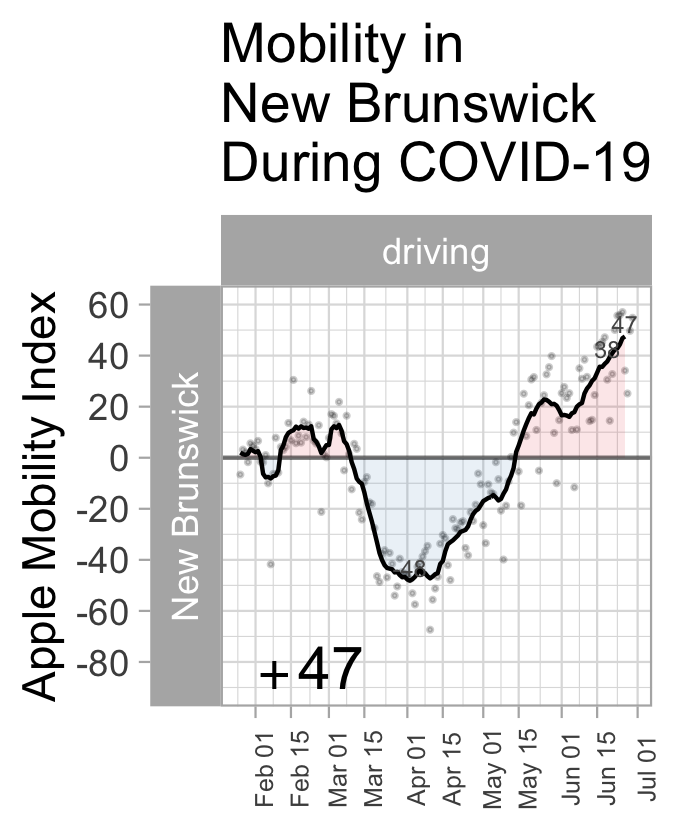 Mobility in
New Brunswick
During COVID-19
driving
Apple Mobility Index
New Brunswick
60
40
20
0
-20
-40
-60
-80
47
38
-48
+47
Feb 01
Feb 15
Mar 01
Mar 15
Apr 01
Apr 15
May 01
May 15
Jun 01
Jun 15
Jul 01